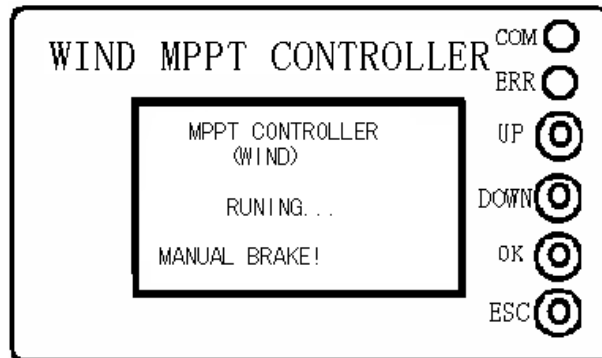 WIND MPPT CONTROLLER
COM
ERR
UP
DOWN
OK
ESC
MPPT CONTROLLER
(WIND)
RUNING...
MANUAL BRAKE!